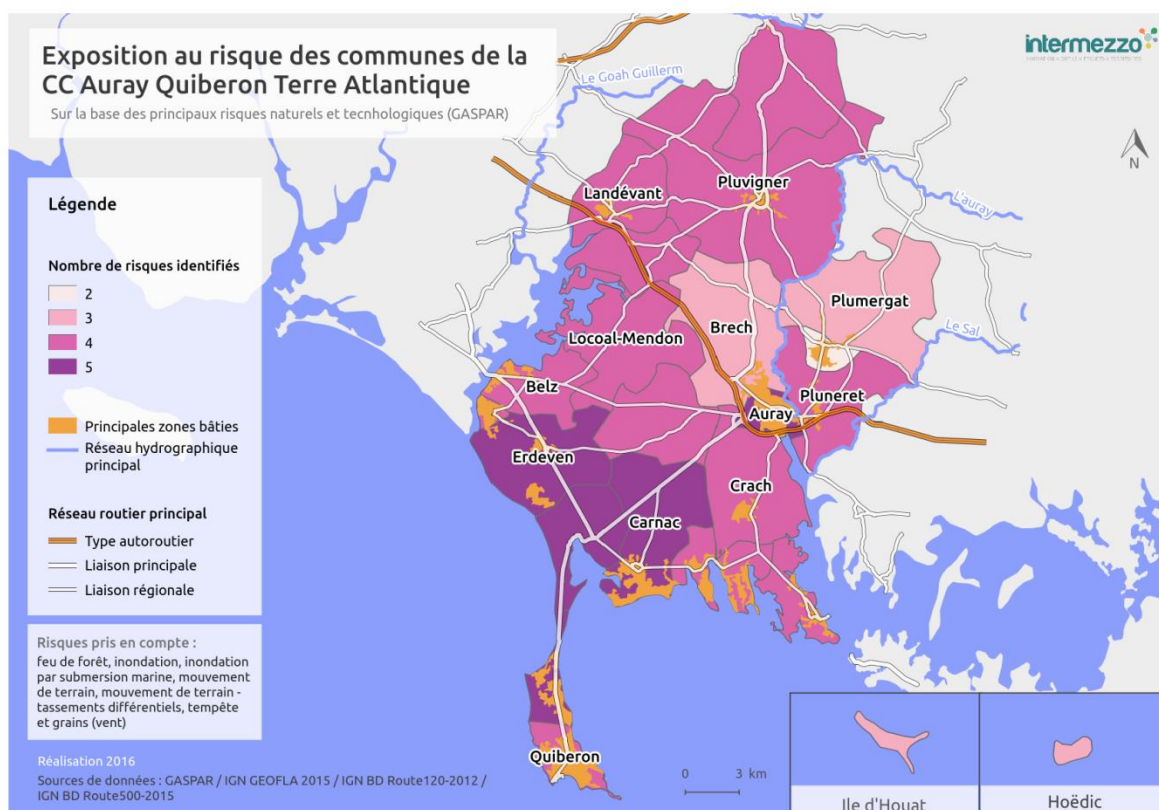 Exposition au risque des communes de la
CC Auray Quiberon Terre Atlantique
Sur la base des principaux risques naturels et tecnhologiques (GASPAR)
intermezzo
N
Légende
Nombre de risques identifiés
2
3
4
5
Principales zones bâties
Réseau hydrographique
principal
Réseau routier principal
Type autoroutier
Liaison principale
Liaison régionale
Risques pris en compte :
feu de forêt, inondation, inondation
par submersion marine, mouvement
de terrain, mouvement de terrain -
tassements différentiels, tempête
et grains (vent)
Réalisation 2016
Sources de données : GASPAR / IGN GEOFLA 2015 / IGN BD Route120-2012 /
IGN BD Route500-2015
Le Goah Guillerm
Landévant
Pluvigner
L'auray
Plumergat
Brech
Le Sal
Locoal-Mendon
Belz
Pluneret
Auray
Erdeven
Crach
Carnac
Quiberon
0 3 km
Ile d'Houat
Hoëdic